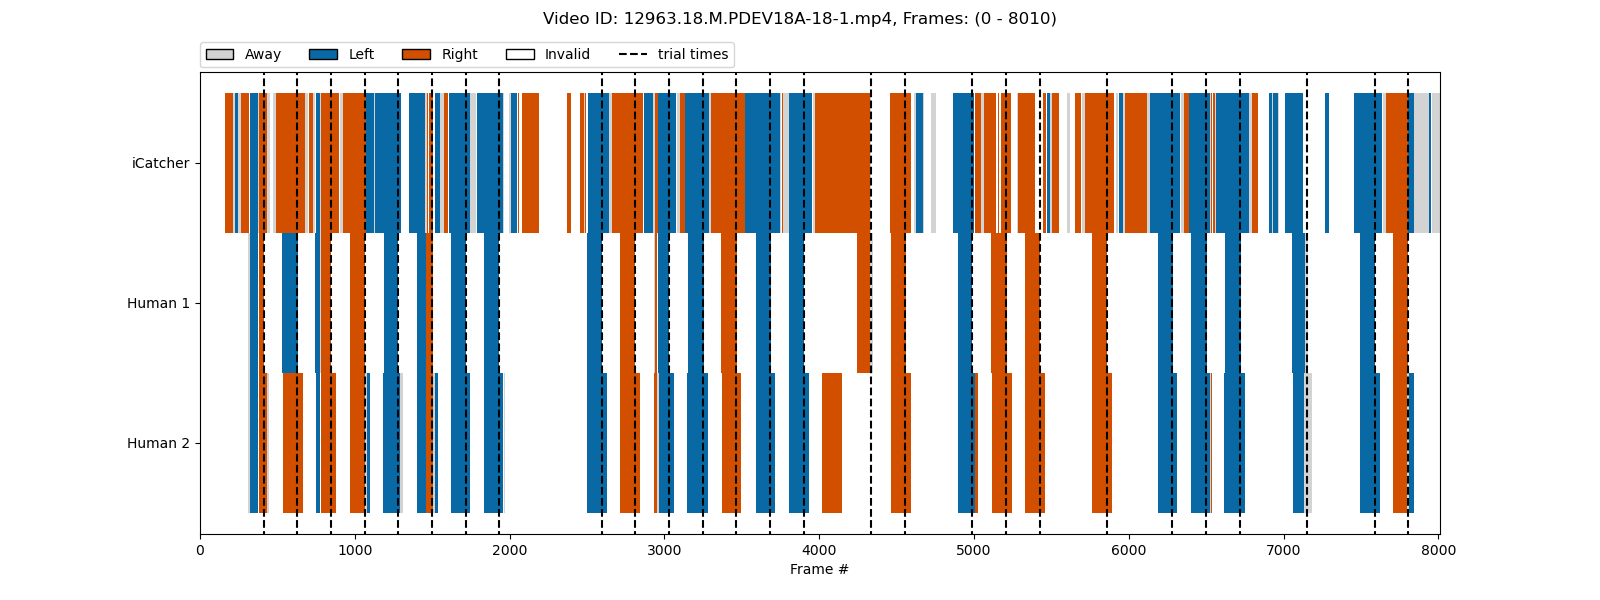 Video ID: 12963.18.M.PDEV18A-18-1.mp4, Frames: (0 - 8010)
Away Left Right Invalid trial times
iCatcher
Human 1
Human 2
0 1000 2000 3000 4000 5000 6000 7000 8000
Frame #